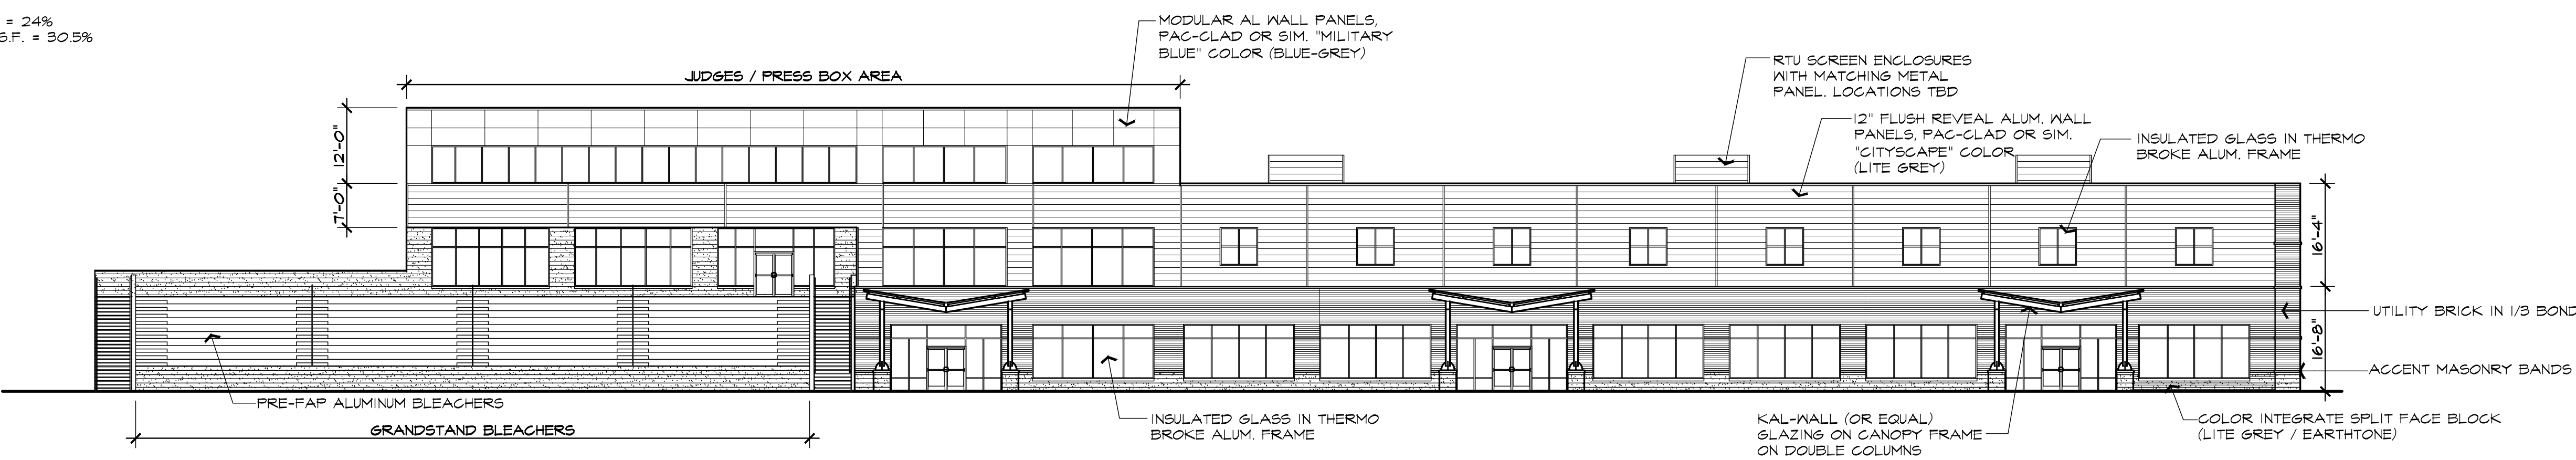 = 24%
S.F. = 30.5%
MODULAR AL WALL PANELS,
PAC-CLAD OR SIM. "MILITARY
BLUE" COLOR (BLUE-GREY)
JUDGES / PRESS BOX AREA
RTU SCREEN ENCLOSURES
WITH MATCHING METAL
PANEL. LOCATIONS TBD
12" FLUSH REVEAL ALUM. WALL
PANELS, PAC-CLAD OR SIM.
"CITYSCAPE" COLOR
(LITE GREY)
INSULATED GLASS IN THERMO
BROKE ALUM. FRAME
12'-0"
7'-0"
16'-4"
16'-8"
UTILITY BRICK IN 1/3 BOND
ACCENT MASONRY BANDS
PRE-FAP ALUMINUM BLEACHERS
GRANDSTAND BLEACHERS
INSULATED GLASS IN THERMO
BROKE ALUM. FRAME
KAL-WALL (OR EQUAL)
GLAZING ON CANOPY FRAME
ON DOUBLE COLUMNS
COLOR INTEGRATE SPLIT FACE BLOCK
(LITE GREY / EARTHTONE)